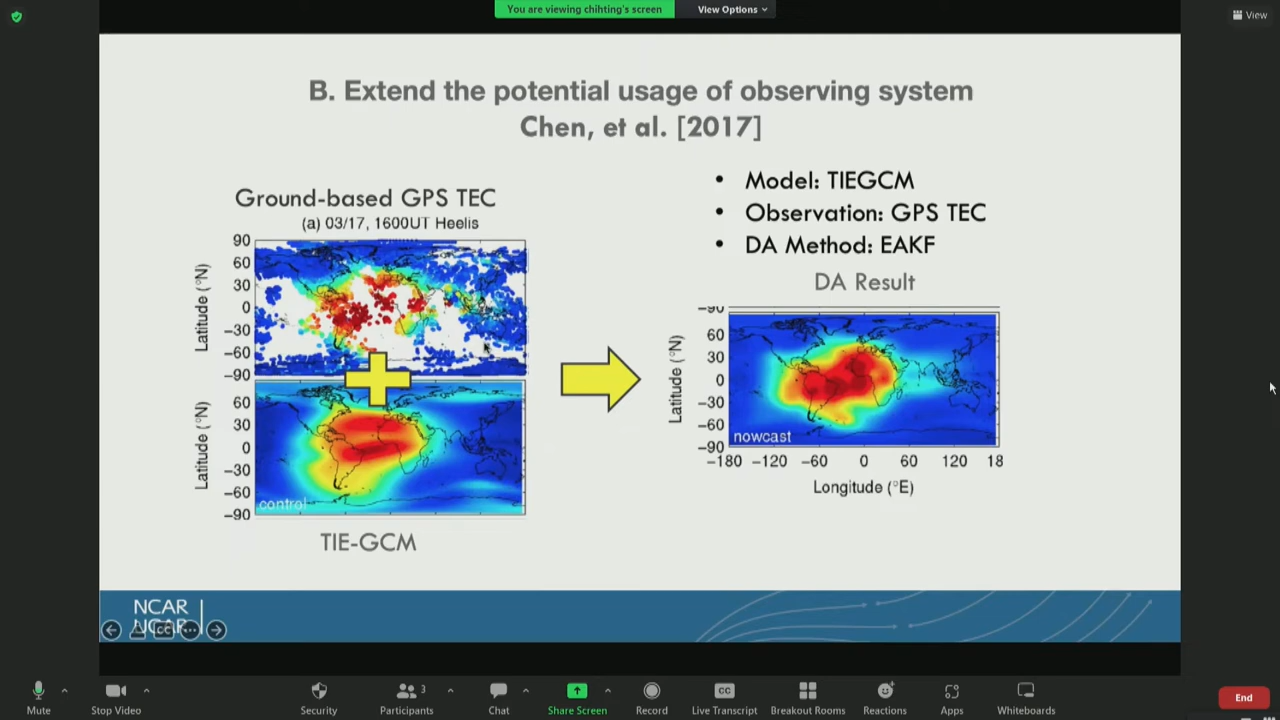 You are viewing chihting's screen
View Options
View
B. Extend the potential usage of observing system
Chen, et al. [2017]
Ground-based GPS TEC
(a) 03/17, 1600UT Heelis
90
60
30
0
−30
−60
−90
Latitude (°N)
60
30
0
−30
−60
−90
Latitude (°N)
control
TIE-GCM
• Model: TIEGCM
• Observation: GPS TEC
• DA Method: EAKF
DA Result
−90
60
30
0
−30
−60
−90
Latitude (°N)
nowcast
−180 −120 −60 0 60 120 18
Longitude (°E)
NCAR
UCAR
CC
Mute
Stop Video
Security
3
Participants
Chat
Share Screen
Record
CC
Live Transcript
Breakout Rooms
Reactions
Apps
Whiteboards
End